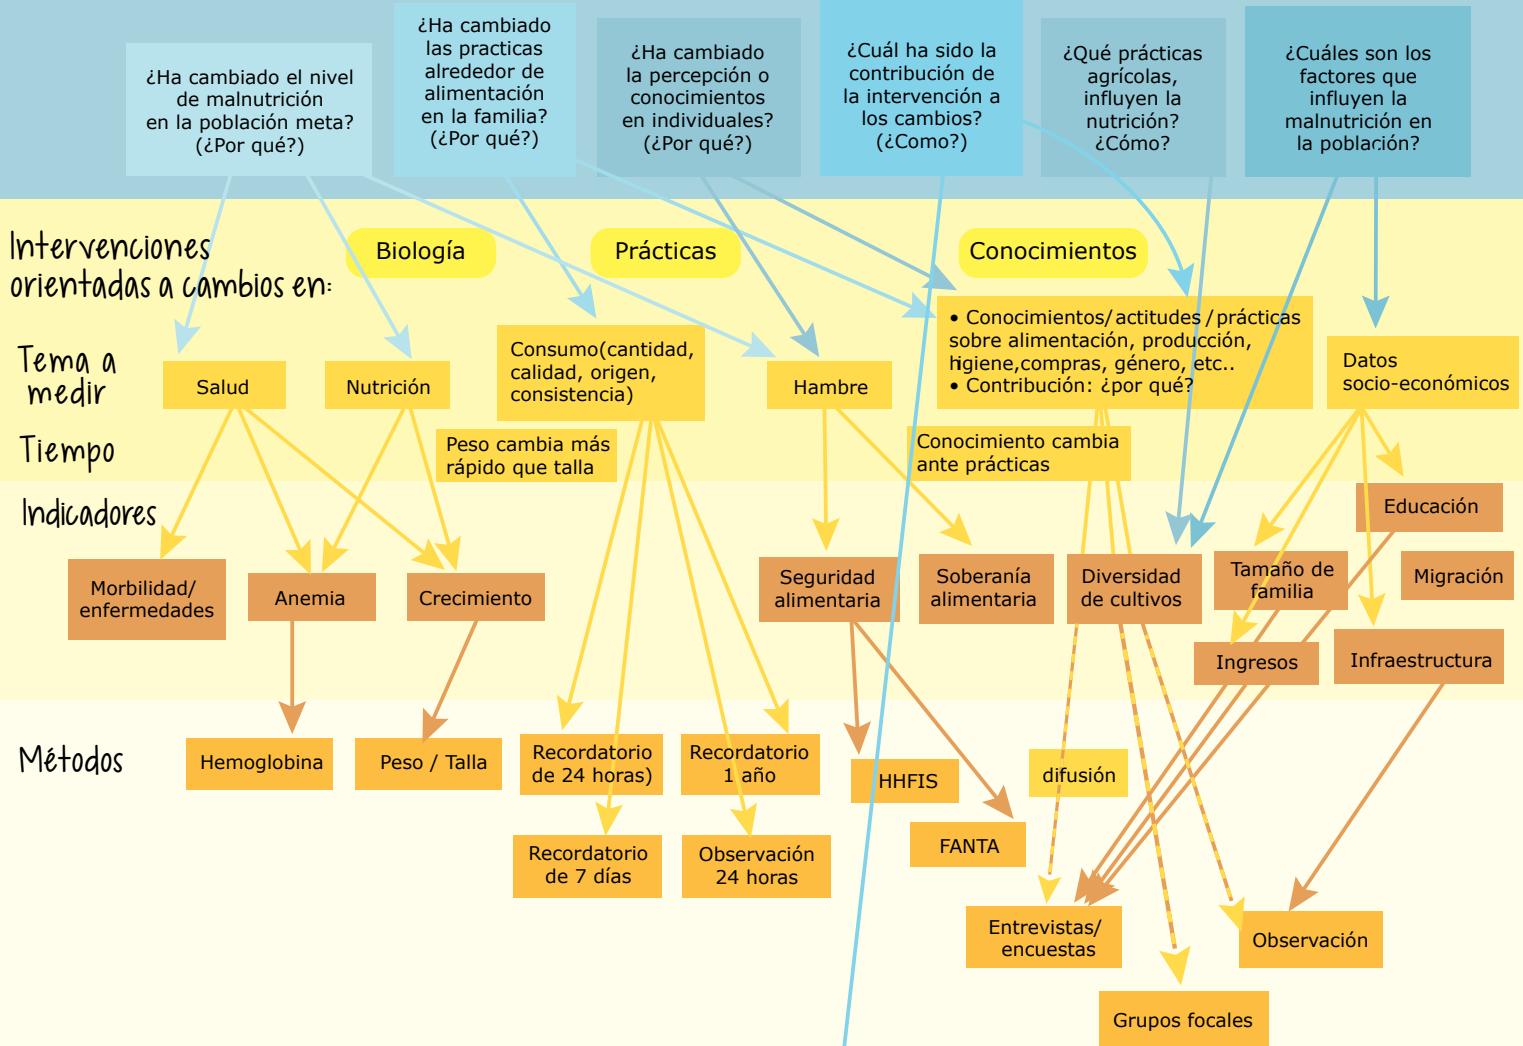 ¿Ha cambiado el nivel
de malnutrición
en la población meta?
(¿Por qué?)
¿Ha cambiado
las practicas
alrededor de
alimentación
en la familia?
(¿Por qué?)
¿Ha cambiado
la percepción o
conocimientos
en individuales?
(¿Por qué?)
¿Cuál ha sido la
contribución de
la intervención a
los cambios?
(¿Como?)
¿Qué prácticas
agrícolas,
influyen la
nutrición?
¿Cómo?
¿Cuáles son los
factores que
influyen la
malnutrición en
la población?
Intervenciones
orientadas a cambios en:
Biología
Prácticas
Conocimientos
Tema a
medir
Salud
Nutrición
Consumo(cantidad,
calidad, origen,
consistencia)
Hambre
• Conocimientos/actitudes/prácticas
sobre alimentación, producción,
higiene,compras, género, etc..
• Contribución: ¿por qué?
Datos
socio-económicos
Tiempo
Peso cambia más
rápido que talla
Conocimiento cambia
ante prácticas
Indicadores
Educación
Morbilidad/
enfermedades
Anemia
Crecimiento
Seguridad
alimentaria
Soberanía
alimentaria
Diversidad
de cultivos
Tamaño de
familia
Migración
Ingresos
Infraestructura
Métodos
Hemoglobina
Peso / Talla
Recordatorio
de 24 horas)
Recordatorio
1 año
HHFIS
difusión
Recordatorio
de 7 días
Observación
24 horas
FANTA
Entrevistas/
encuestas
Observación
Grupos focales